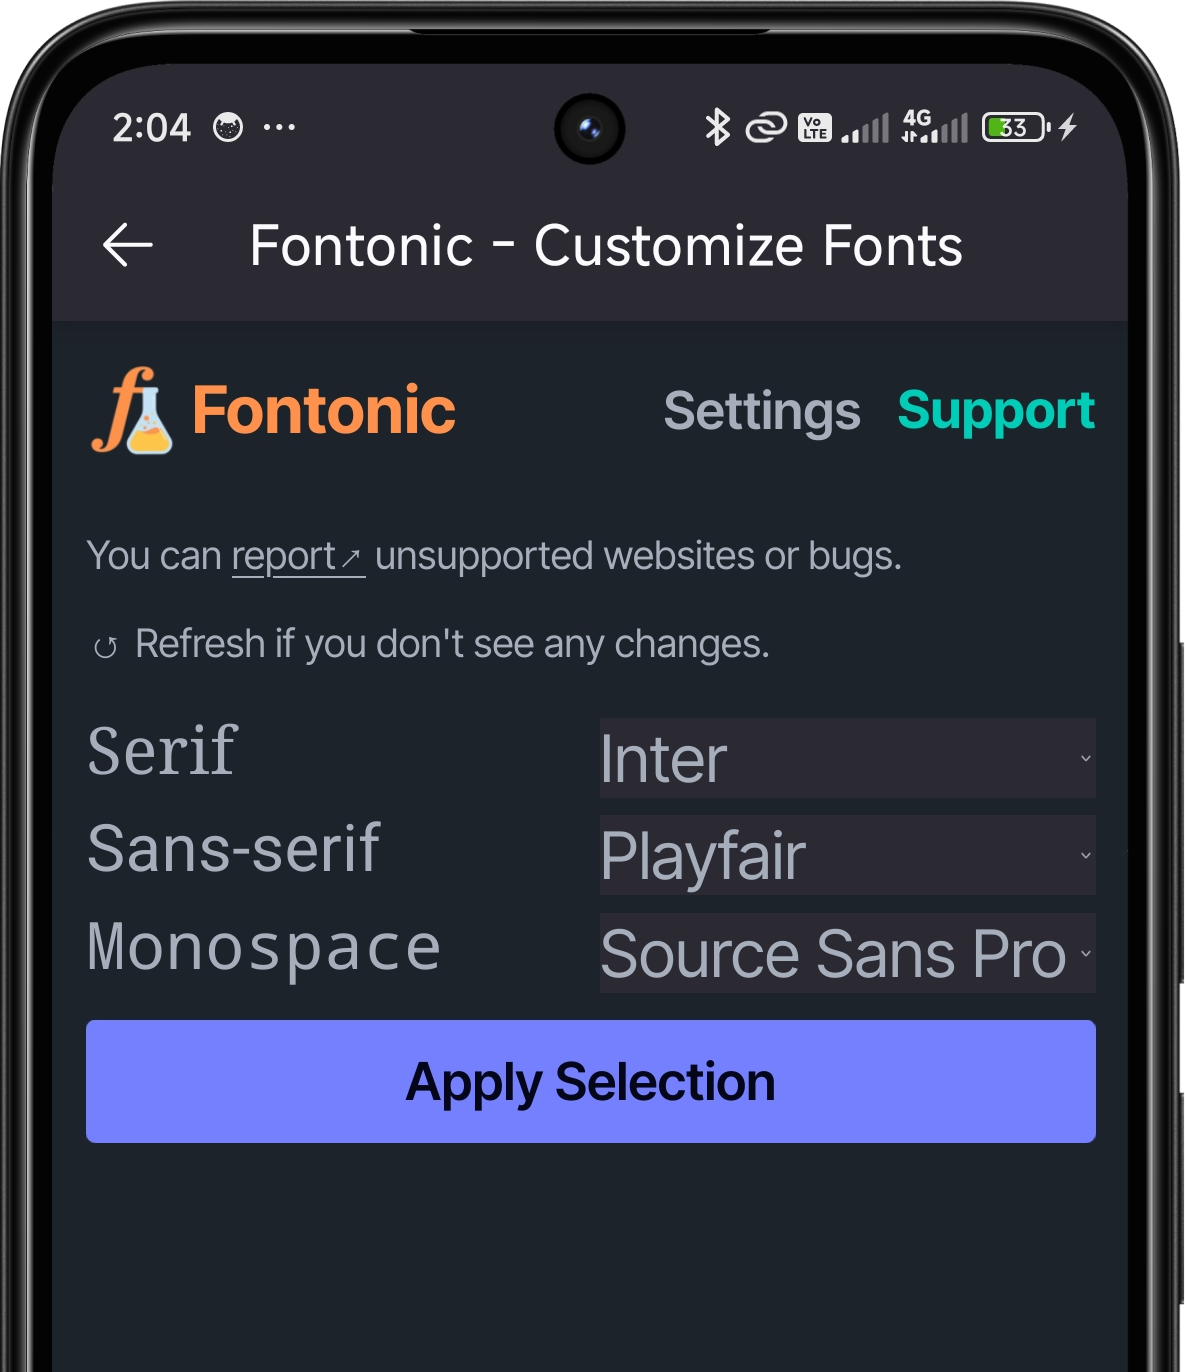 2:04 ... Vo LTE 4G 33
Fontonic - Customize Fonts
f Fontonic Settings Support
You can report↗ unsupported websites or bugs.
↺ Refresh if you don't see any changes.
Serif Inter
Sans-serif Playfair
Monospace Source Sans Pro
Apply Selection